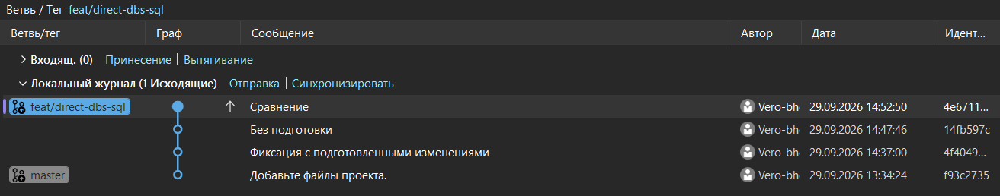 Ветвь / Тег feat/direct-dbs-sql
Ветвь/тег Граф Сообщение Автор Дата Идент...
Входящ. (0) Принесение | Вытягивание
Локальный журнал (1 Исходящие) Отправка | Синхронизировать
feat/direct-dbs-sql Сравнение Vero-bh 29.09.2026 14:52:50 4e6711...
Без подготовки Vero-bh 29.09.2026 14:47:46 14fb597c
Фиксация с подготовленными изменениями Vero-bh 29.09.2026 14:37:00 4f4049...
master Добавьте файлы проекта. Vero-bh 29.09.2026 13:34:24 f93c2735